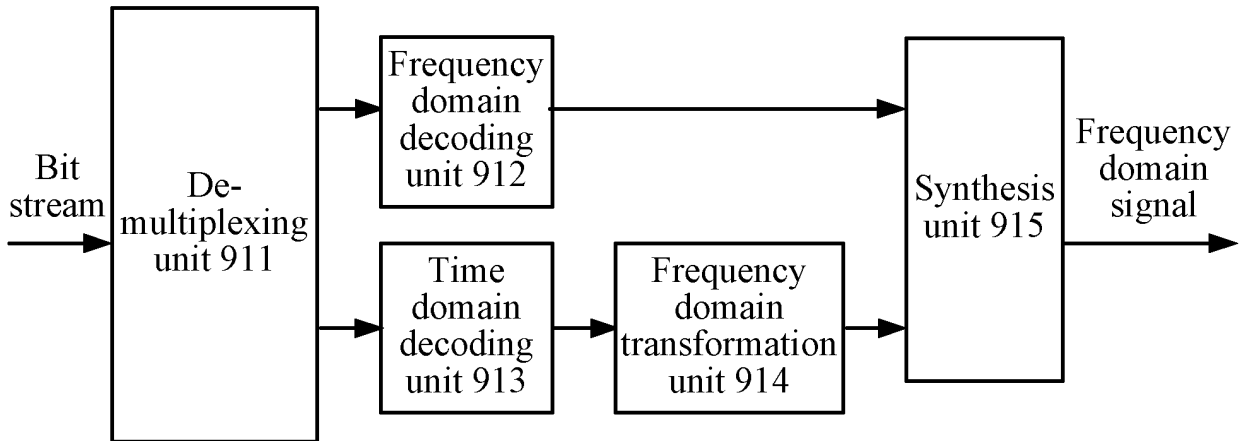 Bit
stream
De-
multiplexing
unit 911
Frequency
domain
decoding
unit 912
Time
domain
decoding
unit 913
Frequency
domain
transformation
unit 914
Synthesis
unit 915
Frequency
domain
signal